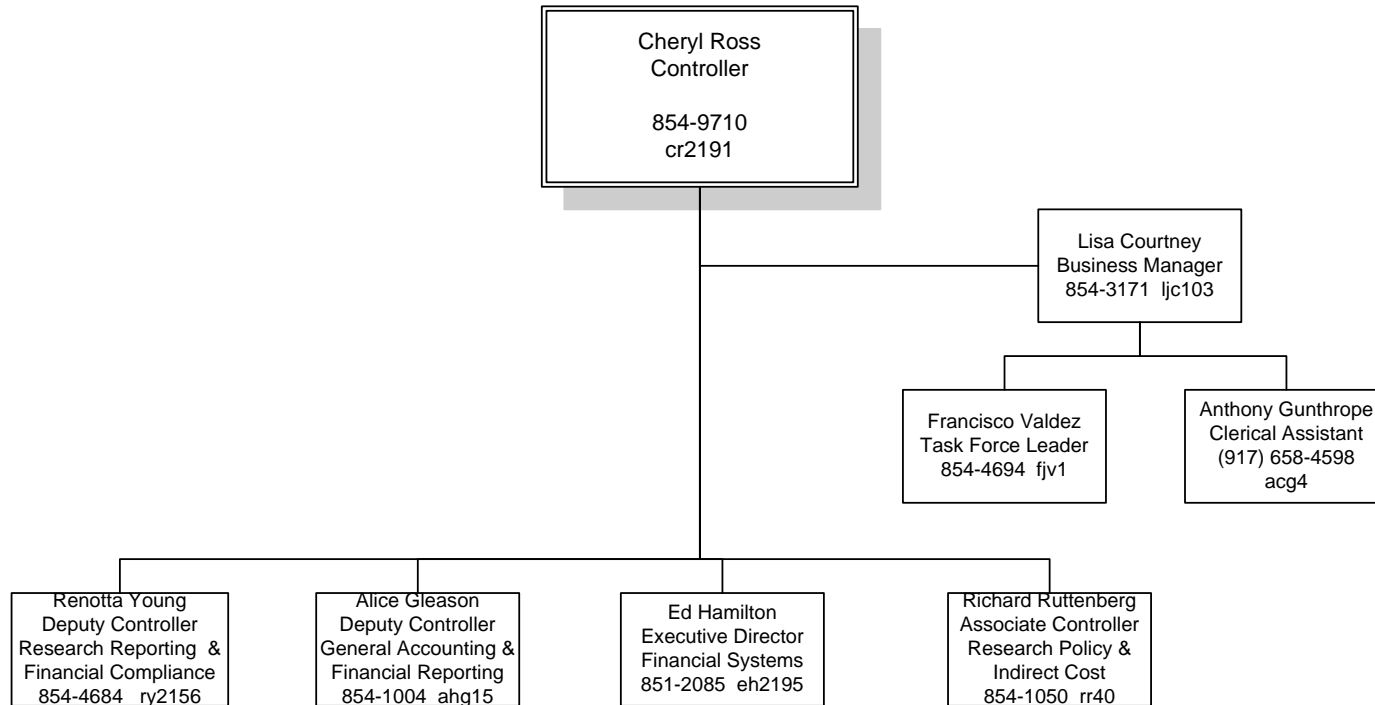 Cheryl Ross
Controller
854-9710
cr2191
Lisa Courtney
Business Manager
854-3171 ljc103
Francisco Valdez
Task Force Leader
854-4694 fjv1
Anthony Gunthrope
Clerical Assistant
(917) 658-4598
acg4
Renotta Young
Deputy Controller
Research Reporting &
Financial Compliance
854-4684 ry2156
Alice Gleason
Deputy Controller
General Accounting &
Financial Reporting
854-1004 ahg15
Ed Hamilton
Executive Director
Financial Systems
851-2085 eh2195
Richard Ruttenberg
Associate Controller
Research Policy &
Indirect Cost
854-1050 rr40